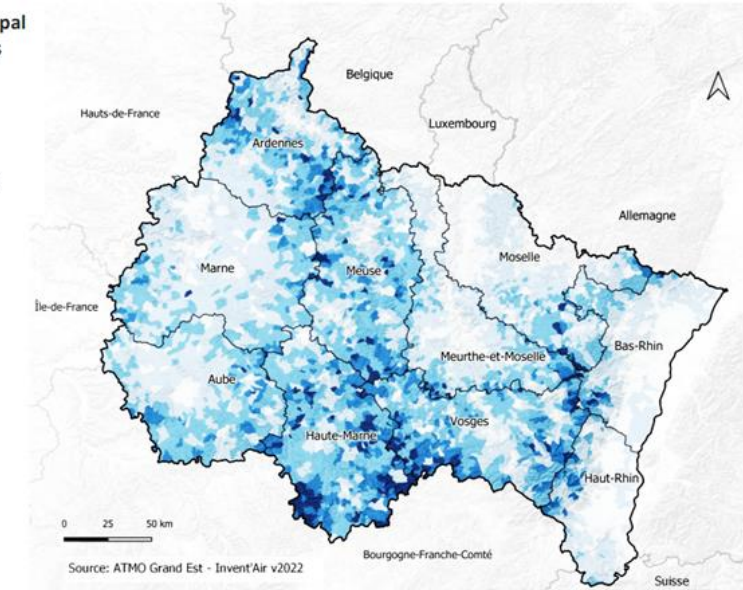 pal
s
Belgique
Hauts-de-France
Luxembourg
Ardennes
Allemagne
Marne
Meuse
Moselle
Île-de-France
Bas-Rhin
Meurthe-et-Moselle
Aube
Vosges
Haute-Marne
Haut-Rhin
0 25 50 km
Bourgogne-Franche-Comté
Source: ATMO Grand Est - Invent'Air v2022
Suisse